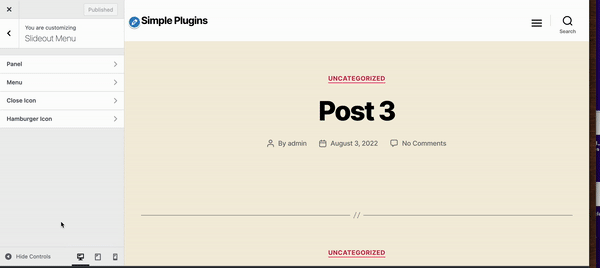 Published
You are customizing
Slideout Menu
Panel
Menu
Close Icon
Hamburger Icon
Hide Controls
Simple Plugins
Search
UNCATEGORIZED
Post 3
By admin August 3, 2022 No Comments
//
UNCATEGORIZED